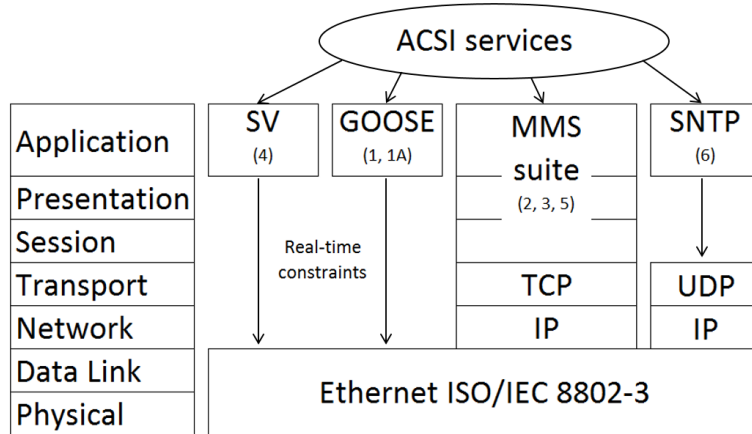 ACSI services
Application
SV
(4)
GOOSE
(1, 1A)
MMS
suite
(2, 3, 5)
SNTP
(6)
Presentation
Session
Real-time
constraints
Transport
TCP
UDP
Network
IP
IP
Data Link
Ethernet ISO/IEC 8802-3
Physical